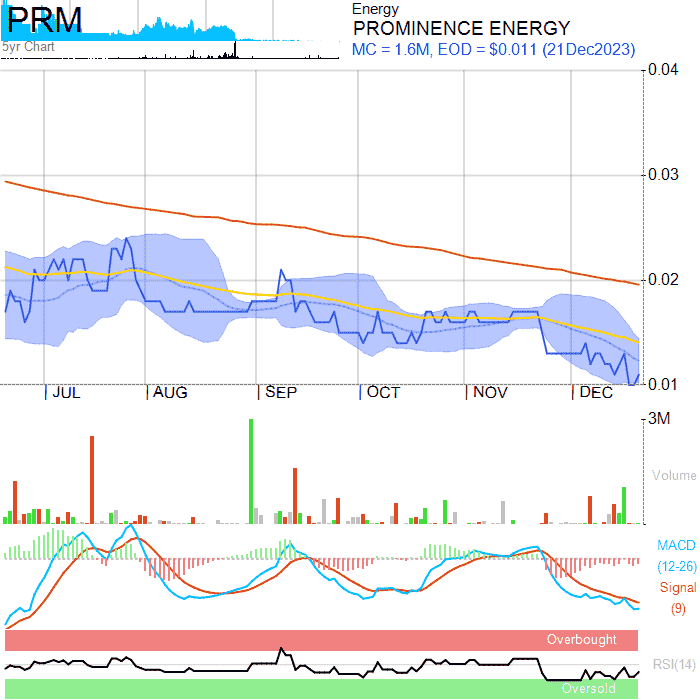 PRM
5yr Chart
Energy
PROMINENCE ENERGY
MC = 1.6M, EOD = $0.011 (21Dec2023)
0.04
0.03
0.02
0.01
JUL AUG SEP OCT NOV DEC
3M
Volume
MACD
(12-26)
Signal
(9)
Overbought
RSI(14)
Oversold